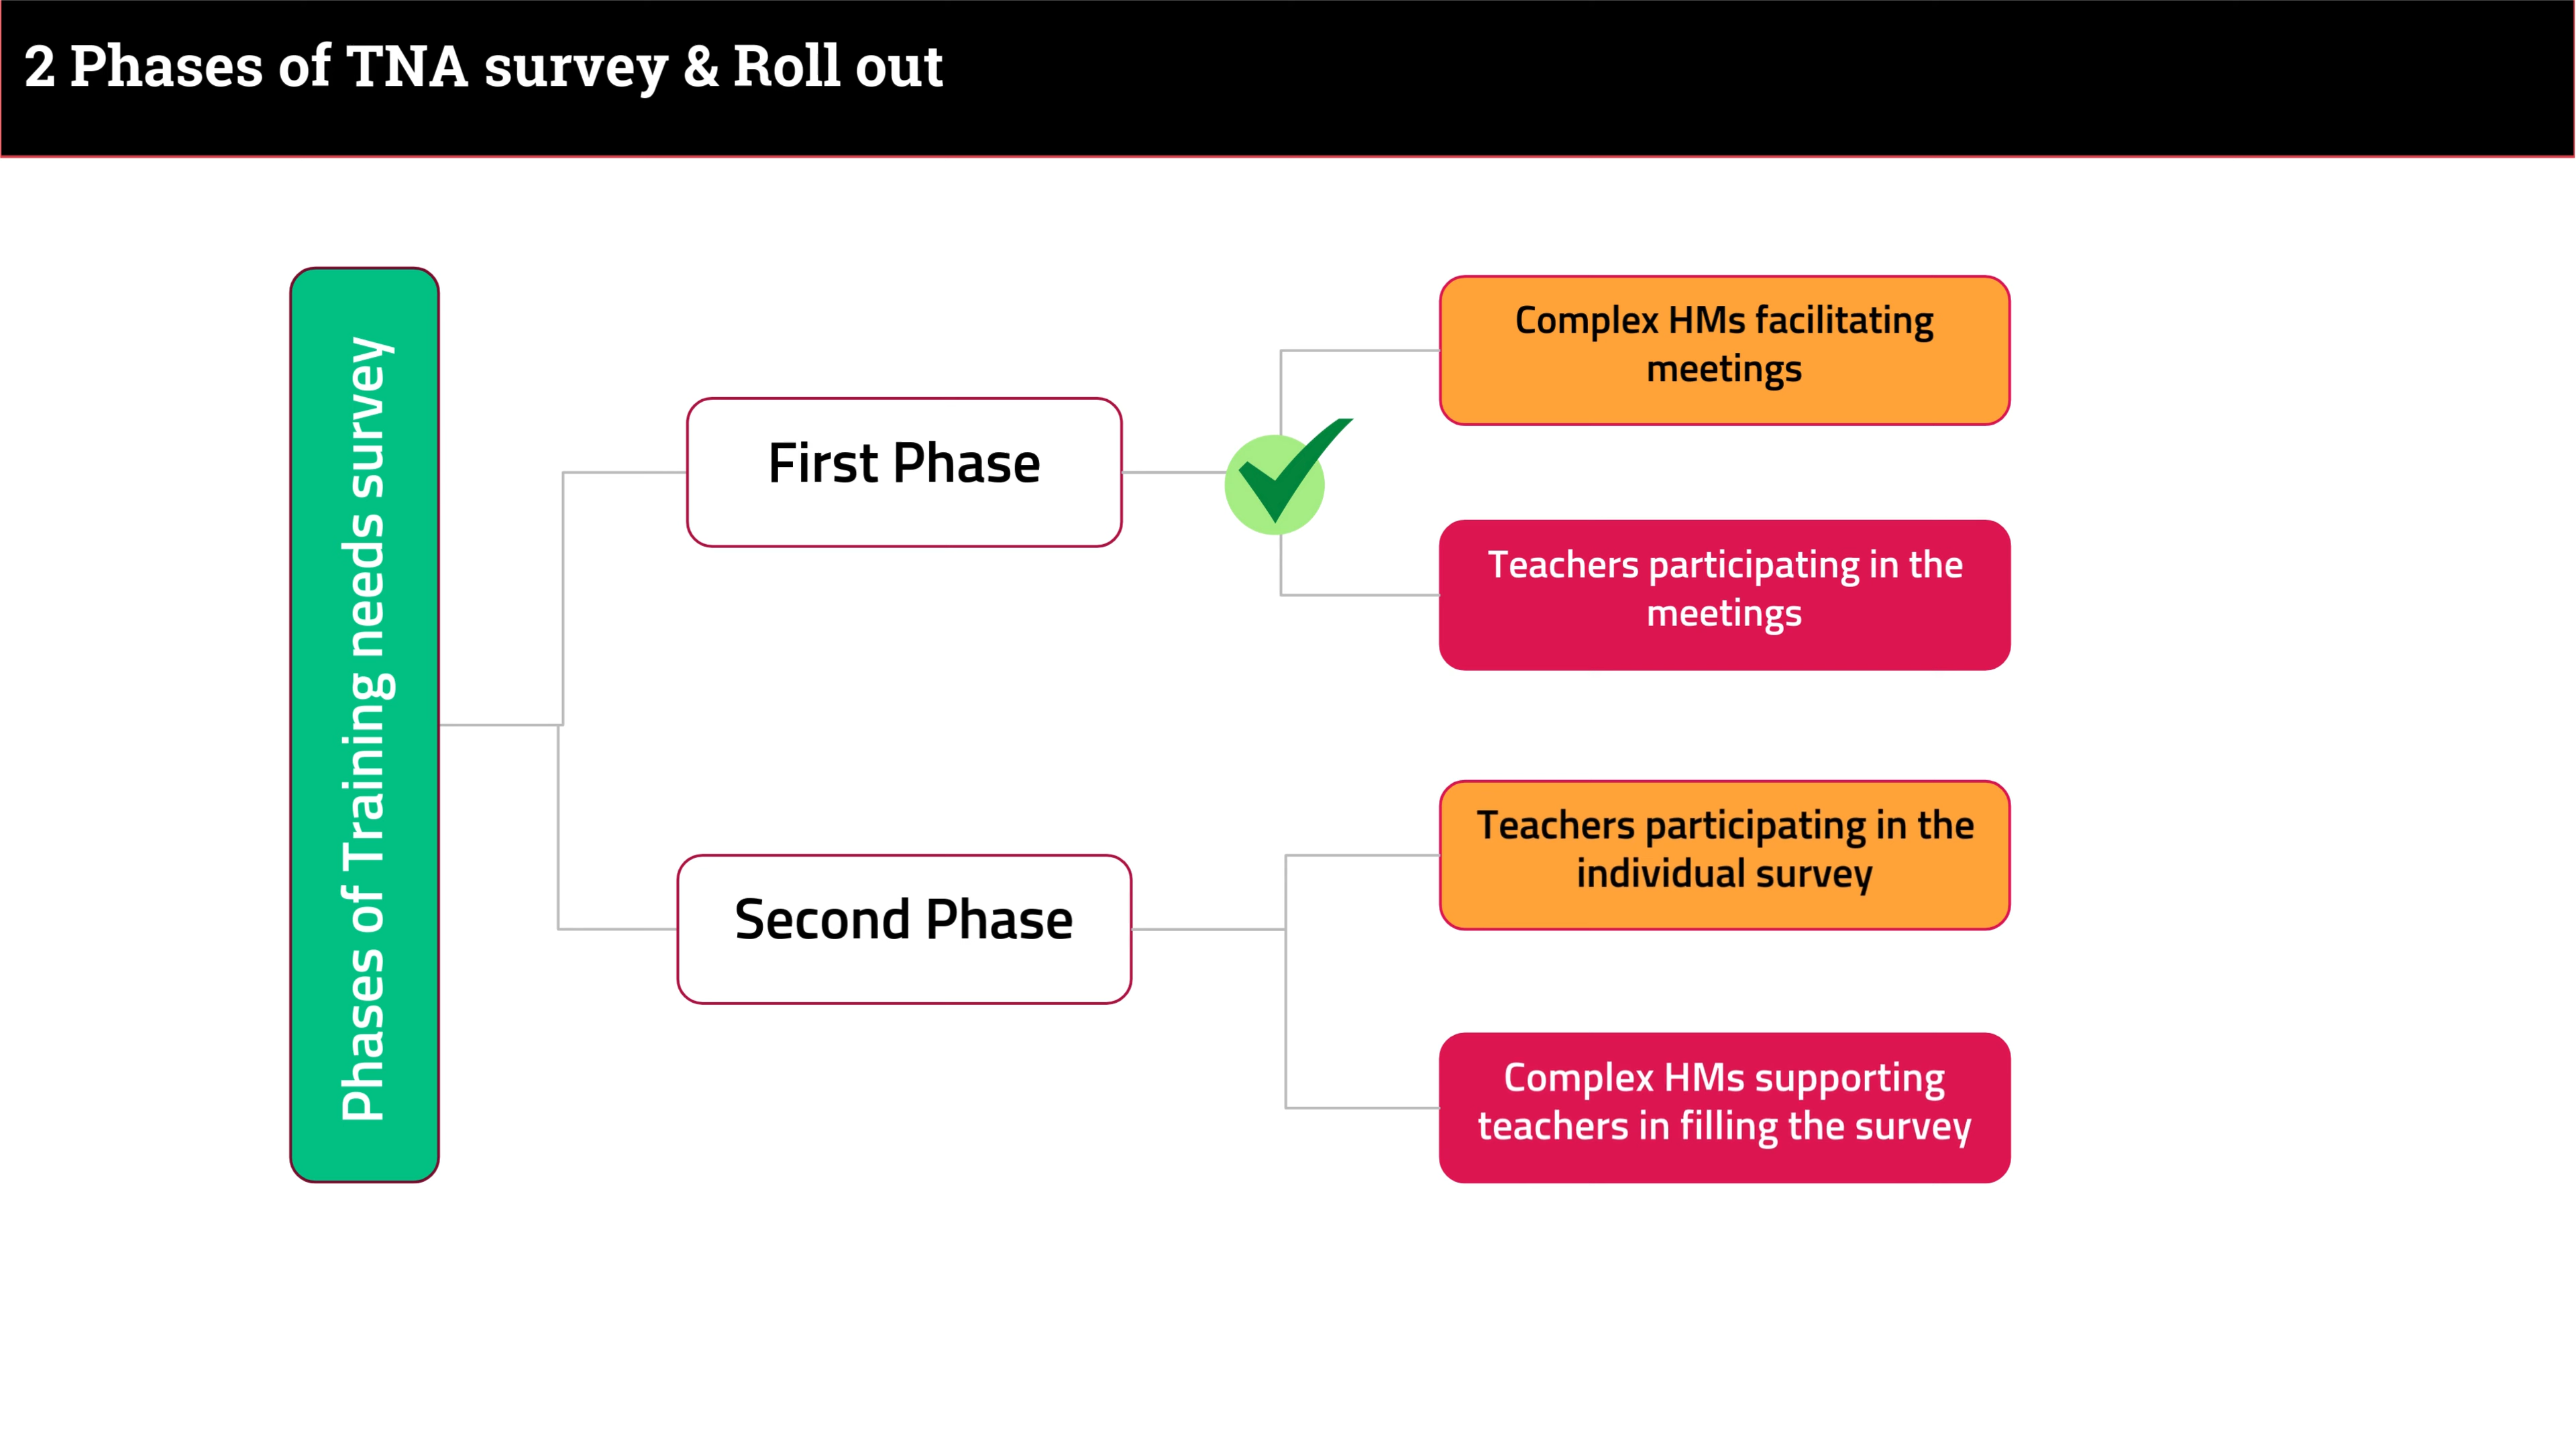 2 Phases of TNA survey & Roll out
Phases of Training needs survey
First Phase
Complex HMs facilitating
meetings
Teachers participating in the
meetings
Second Phase
Teachers participating in the
individual survey
Complex HMs supporting
teachers in filling the survey